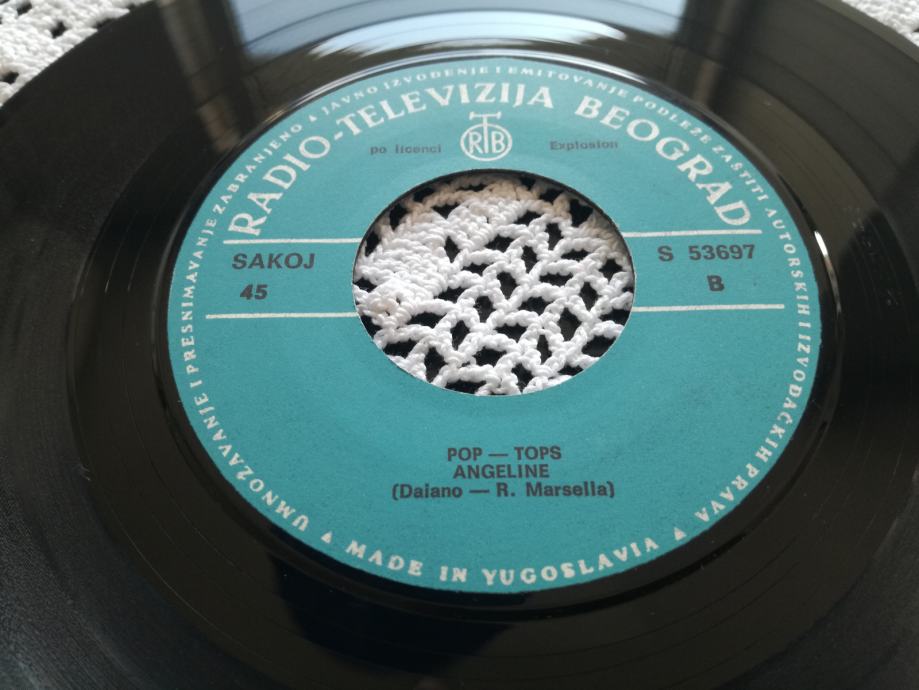 UMNOŽAVANJE I PRESNIMAVANJE ZABRANJENO ▲ JAVNO IZVOĐENJE I EMITOVANJE PODLEŽE ZAŠTITI AUTORSKIH I IZVOĐAČKIH PRAVA ▲ MADE IN YUGOSLAVIA ▲
RADIO-TELEVIZIJA BEOGRAD
po licenci RTB Explosion
SAKOJ S 53697
45 B
POP — TOPS
ANGELINE
(Daiano — R. Marsella)